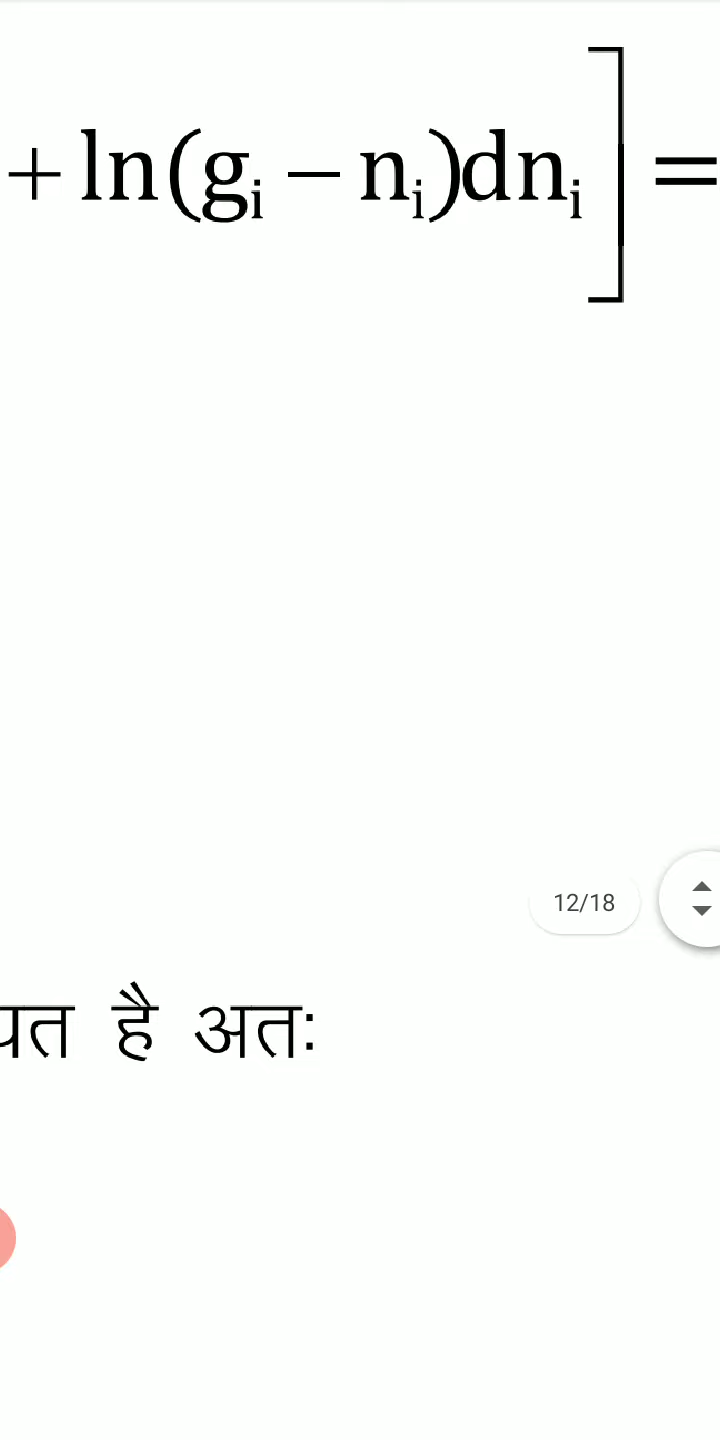 + ln(gᵢ − nᵢ)dnᵢ] =
12/18
है अतः